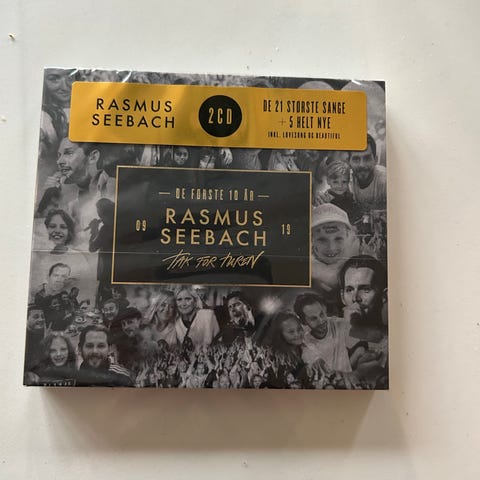 RASMUS
SEEBACH
2CD
DE 21 STØRSTE SANGE
+ 5 HELT NYE
INKL. LOVESONG OG BEAUTIFUL
DE FØRSTE 10 ÅR
09
RASMUS
SEEBACH
19
TAK FOR TUREN